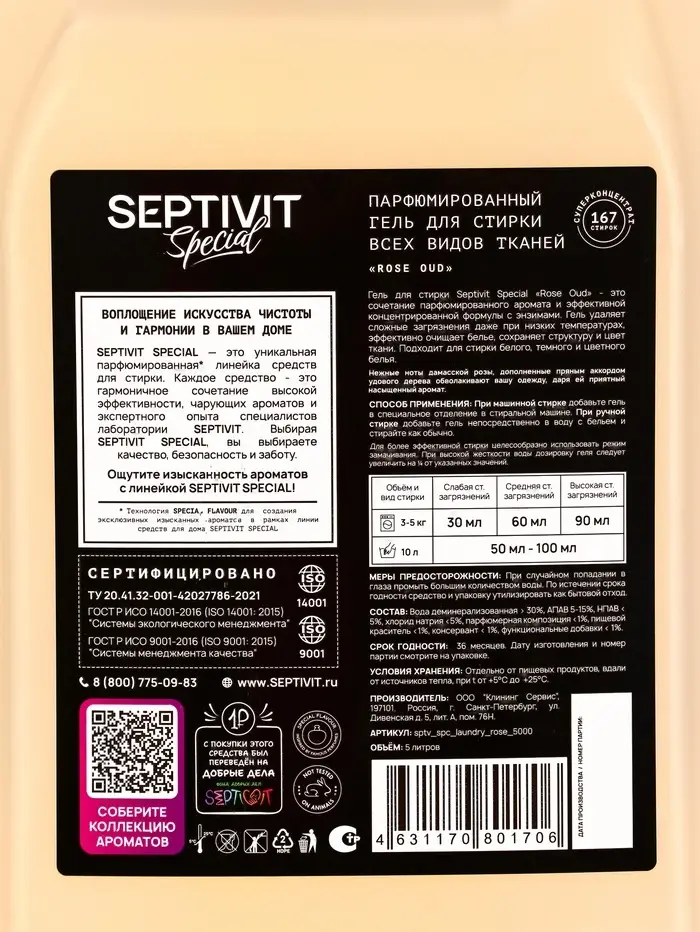 SEPTIVIT
Special
ПАРФЮМИРОВАННЫЙ
ГЕЛЬ ДЛЯ СТИРКИ
ВСЕХ ВИДОВ ТКАНЕЙ
«ROSE OUD»
СУПЕРКОНЦЕНТРАТ
167
СТИРОК
ВОПЛОЩЕНИЕ ИСКУССТВА ЧИСТОТЫ
И ГАРМОНИИ В ВАШЕМ ДОМЕ
SEPTIVIT SPECIAL — это уникальная
парфюмированная* линейка средств
для стирки. Каждое средство - это
гармоничное сочетание высокой
эффективности, чарующих ароматов и
экспертного опыта специалистов
лаборатории SEPTIVIT. Выбирая
SEPTIVIT SPECIAL, вы выбираете
качество, безопасность и заботу.
Ощутите изысканность ароматов
с линейкой SEPTIVIT SPECIAL!
* Технология SPECIA, FLAVOUR для создания
эксклюзивных изысканных ароматов в рамках линии
средств для дома SEPTIVIT SPECIAL
СЕРТИФИЦИРОВАНО
ТУ 20.41.32-001-42027786-2021
ГОСТ Р ИСО 14001-2016 (ISO 14001: 2015)
"Системы экологического менеджмента"
ГОСТ Р ИСО 9001-2016 (ISO 9001: 2015)
"Системы менеджмента качества"
ISO
14001
ISO
9001
8 (800) 775-09-83
www.SEPTIVIT.ru
СОБЕРИТЕ
КОЛЛЕКЦИЮ
АРОМАТОВ
1₽
С ПОКУПКИ ЭТОГО
СРЕДСТВА БЫЛ
ПЕРЕВЕДЁН НА
ДОБРЫЕ ДЕЛА
ФОНД ДОБРЫХ ДЕЛ
SEPTIVIT
SPECIAL FLAVOUR
NOT TESTED
ON ANIMALS
5°C
25°C
HDPE
Гель для стирки Septivit Special «Rose Oud» - это
сочетание парфюмированного аромата и эффективной
концентрированной формулы с энзимами. Гель удаляет
сложные загрязнения даже при низких температурах,
эффективно очищает белье, сохраняет структуру и цвет
ткани. Подходит для стирки белого, темного и цветного
белья.
Нежные ноты дамасской розы, дополненные пряным аккордом
удового дерева обволакивают вашу одежду, даря ей приятный
насыщенный аромат.
СПОСОБ ПРИМЕНЕНИЯ: При машинной стирке добавьте гель
в специальное отделение в стиральной машине. При ручной
стирке добавьте гель непосредственно в воду с бельем и
стирайте как обычно.
Для более эффективной стирки целесообразно использовать режим
замачивания. При высокой жесткости воды дозировку геля следует
увеличить на ¼ от указанных значений.
Объём и вид стирки	Слабая ст. загрязнений	Средняя ст. загрязнений	Высокая ст. загрязнений
3-5 кг	30 мл	60 мл	90 мл
10 л	50 мл - 100 мл
МЕРЫ ПРЕДОСТОРОЖНОСТИ: При случайном попадании в
глаза промыть большим количеством воды. По истечении срока
годности средство и упаковку утилизировать как бытовой отход.
СОСТАВ: Вода деминерализованная > 30%, АПАВ 5-15%, НПАВ <
5%, хлорид натрия <5%, парфюмерная композиция <1%, пищевой
краситель <1%, консервант < 1%, функциональные добавки < 1%.
СРОК ГОДНОСТИ: 36 месяцев. Дату изготовления и номер
партии смотрите на упаковке.
УСЛОВИЯ ХРАНЕНИЯ: Отдельно от пищевых продуктов, вдали
от источников тепла, при t от +5°C до +25°C.
ПРОИЗВОДИТЕЛЬ: ООО "Клининг Сервис",
197101. Россия, г. Санкт-Петербург, ул.
Дивенская д. 5, лит. А, пом. 76Н.
АРТИКУЛ: sptv_spc_laundry_rose_5000
ОБЪЁМ: 5 литров
4 631170 801706
ДАТА ПРОИЗВОДСТВА / НОМЕР ПАРТИИ: